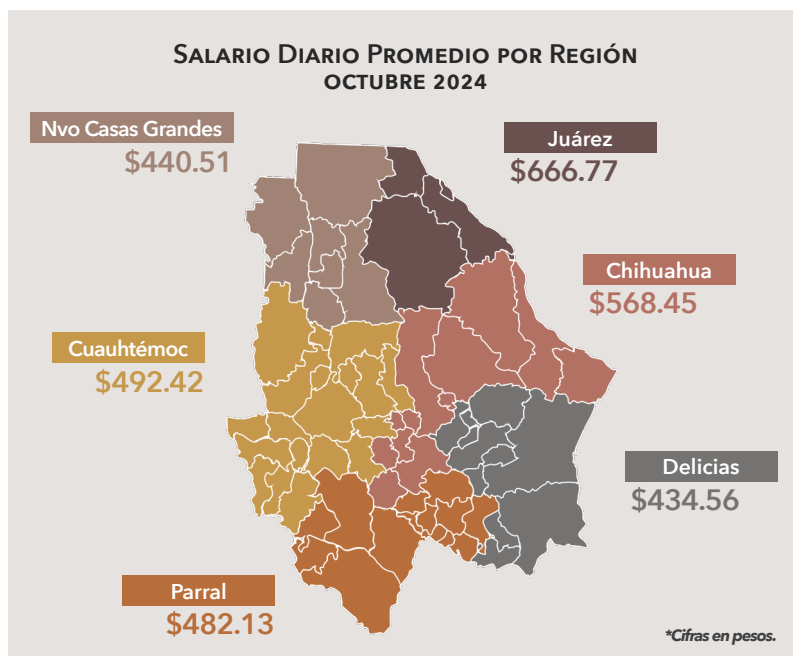 SALARIO DIARIO PROMEDIO POR REGIÓN
OCTUBRE 2024
Nvo Casas Grandes
$440.51
Juárez
$666.77
Chihuahua
$568.45
Cuauhtémoc
$492.42
Delicias
$434.56
Parral
$482.13
*Cifras en pesos.